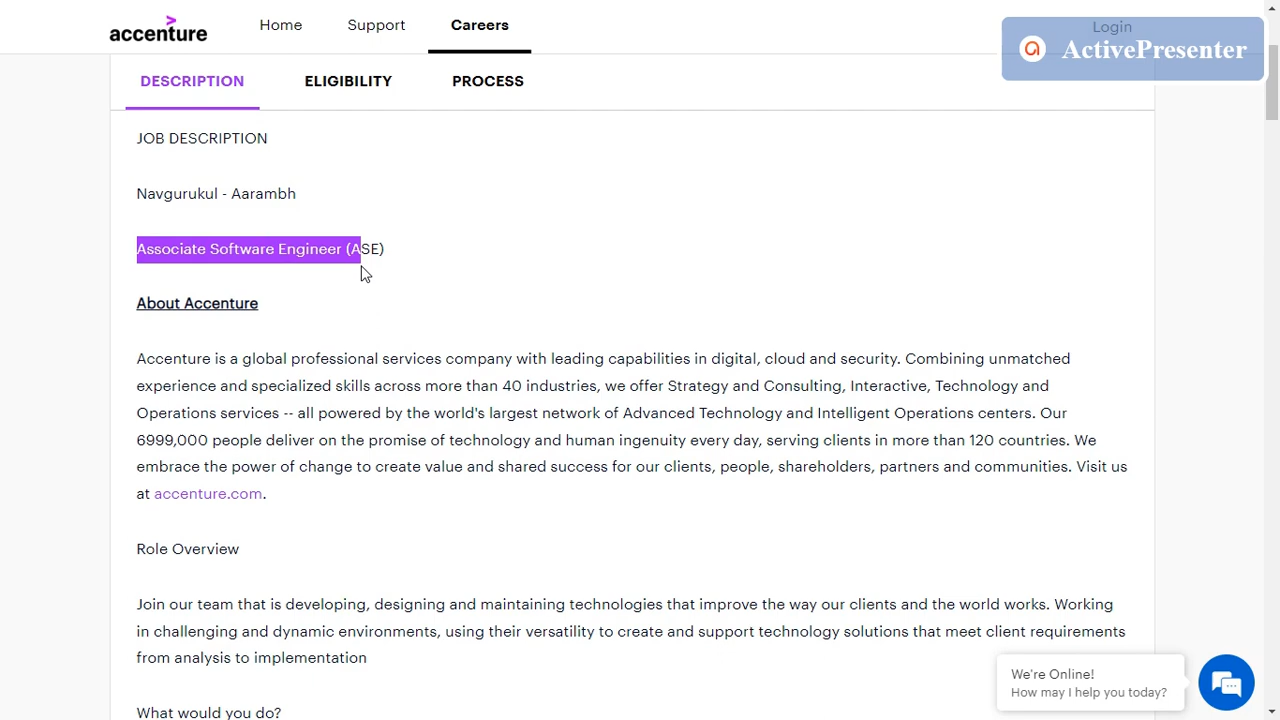 accenture
Home
Support
Careers
Login
ActivePresenter
DESCRIPTION
ELIGIBILITY
PROCESS
JOB DESCRIPTION
Navgurukul - Aarambh
Associate Software Engineer (ASE)
About Accenture
Accenture is a global professional services company with leading capabilities in digital, cloud and security. Combining unmatched
experience and specialized skills across more than 40 industries, we offer Strategy and Consulting, Interactive, Technology and
Operations services -- all powered by the world's largest network of Advanced Technology and Intelligent Operations centers. Our
6999,000 people deliver on the promise of technology and human ingenuity every day, serving clients in more than 120 countries. We
embrace the power of change to create value and shared success for our clients, people, shareholders, partners and communities. Visit us
at accenture.com.
Role Overview
Join our team that is developing, designing and maintaining technologies that improve the way our clients and the world works. Working
in challenging and dynamic environments, using their versatility to create and support technology solutions that meet client requirements
from analysis to implementation
We're Online!
How may I help you today?
What would you do?